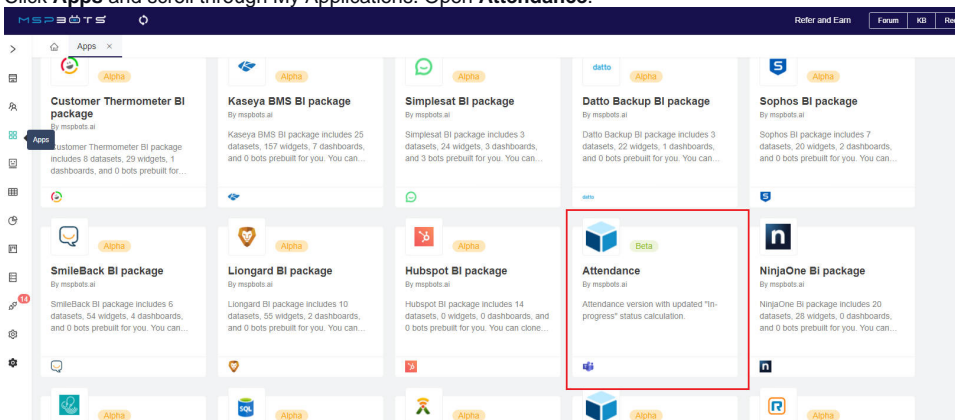 Click Apps and scroll through My Applications. Open Attendance.
MSPBOTS
Refer and Earn
Forum
KB
Apps ×
Alpha
Alpha
Alpha
datto
Alpha
Alpha
Customer Thermometer BI package
By mspbots.ai
Customer Thermometer BI package
includes 8 datasets, 29 widgets, 1
dashboards, and 0 bots prebuilt for...
Kaseya BMS BI package
By mspbots.ai
Kaseya BMS BI package includes 25
datasets, 157 widgets, 7 dashboards,
and 0 bots prebuilt for you. You can...
Simplesat BI package
By mspbots.ai
Simplesat BI package includes 3
datasets, 24 widgets, 3 dashboards,
and 3 bots prebuilt for you. You can...
Datto Backup BI package
By mspbots.ai
Datto Backup BI package includes 3
datasets, 22 widgets, 1 dashboards,
and 0 bots prebuilt for you. You can...
Sophos BI package
By mspbots.ai
Sophos BI package includes 7
datasets, 20 widgets, 2 dashboards,
and 0 bots prebuilt for you. You can...
Apps
datto
14
Alpha
Alpha
Alpha
Beta
SmileBack BI package
By mspbots.ai
SmileBack BI package includes 6
datasets, 54 widgets, 4 dashboards,
and 0 bots prebuilt for you. You can...
Liongard BI package
By mspbots.ai
Liongard BI package includes 10
datasets, 55 widgets, 2 dashboards,
and 0 bots prebuilt for you. You can...
Hubspot BI package
By mspbots.ai
Hubspot BI package includes 14
datasets, 0 widgets, 0 dashboards, and
0 bots prebuilt for you. You can clone...
Attendance
By mspbots.ai
Attendance version with updated "In-
progress" status calculation.
NinjaOne Bi package
By mspbots.ai
NinjaOne BI package includes 20
datasets, 28 widgets, 0 dashboards,
and 0 bots prebuilt for you. You can...
Alpha
SQL
Alpha
Alpha
Alpha
Alpha